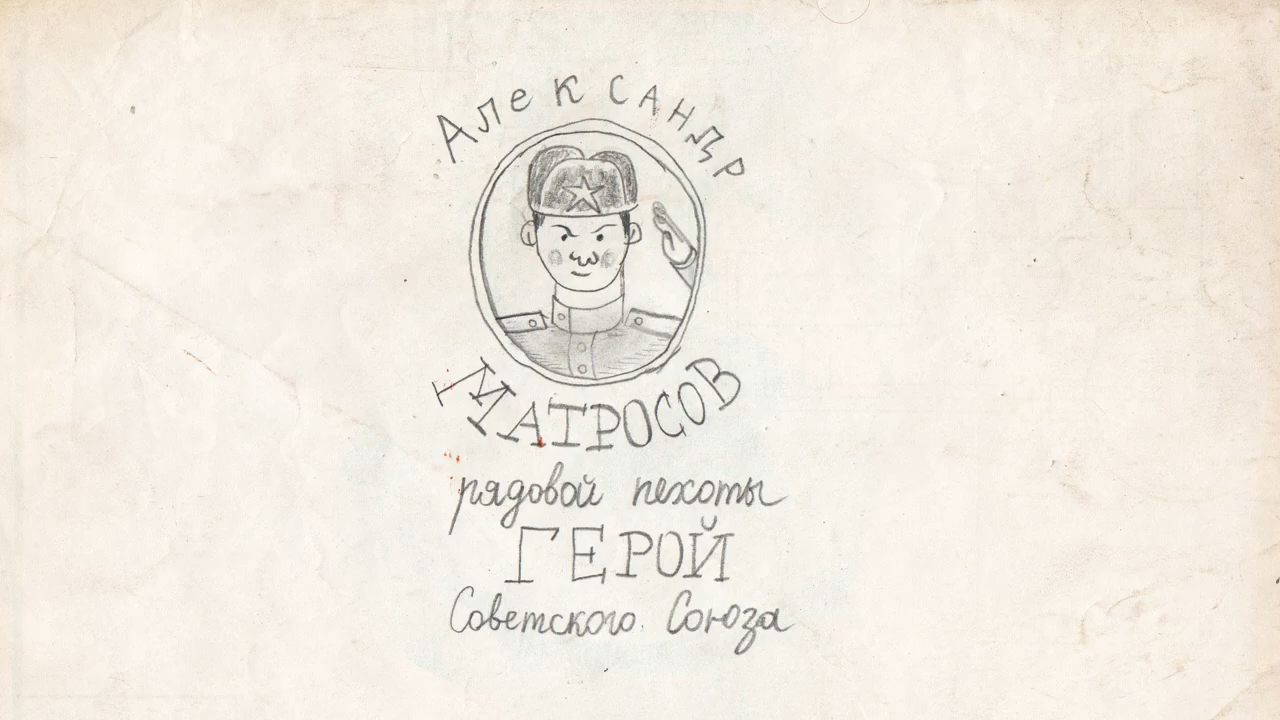 Александр
МАТРОСОВ
рядовой пехоты
ГЕРОЙ
Советского Союза